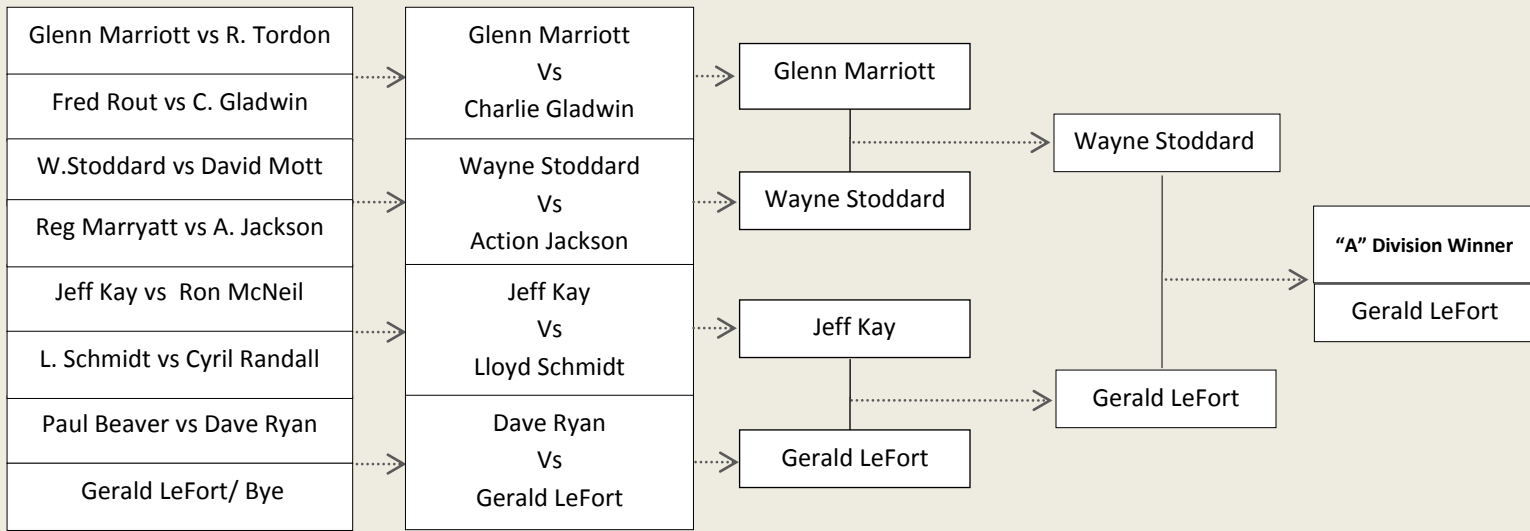 Glenn Marriott vs R. Tordon
Fred Rout vs C. Gladwin
W.Stoddard vs David Mott
Reg Marryatt vs A. Jackson
Jeff Kay vs  Ron McNeil
L. Schmidt vs Cyril Randall
Paul Beaver vs Dave Ryan
Gerald LeFort/ Bye
Glenn Marriott
Vs
Charlie Gladwin
Wayne Stoddard
Vs
Action Jackson
Jeff Kay
Vs
Lloyd Schmidt
Dave Ryan
Vs
Gerald LeFort
Glenn Marriott
Wayne Stoddard
Jeff Kay
Gerald LeFort
Wayne Stoddard
Gerald LeFort
“A” Division Winner
Gerald LeFort